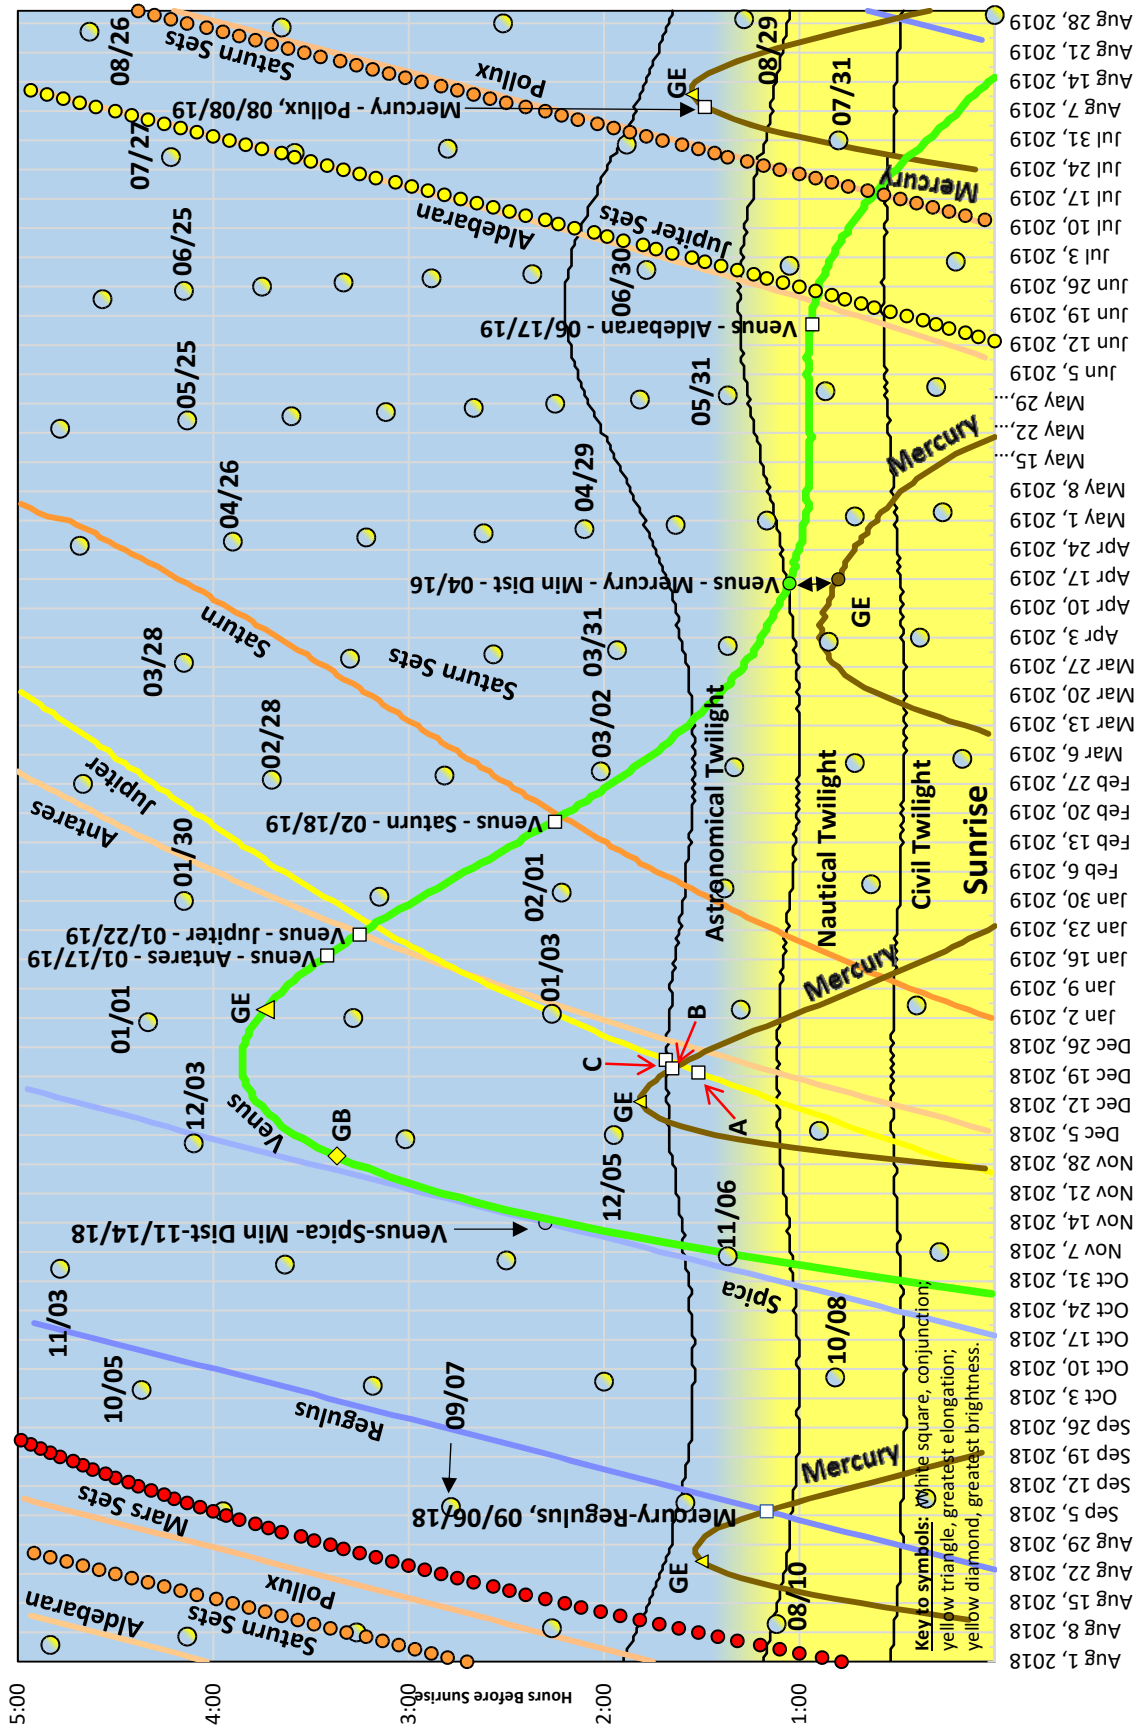 5:00
4:00
3:00
2:00
1:00
Hours Before Sunrise
Aldebaran
Saturn Sets
Pollux
Mars Sets
10/05
11/03
Regulus
09/07
Mercury-Regulus, 09/06/18
GE
08/10
Mercury
10/08
Spica
11/06
Venus-Spica- Min Dist-11/14/18
12/05
12/03
Venus
GB
GE
01/01
GE
A
B
C
01/03
Mercury
Venus - Antares - 01/17/19
Venus - Jupiter - 01/22/19
01/30
02/01
Antares
Jupiter
Venus - Saturn - 02/18/19
02/28
03/02
Astronomical Twilight
Nautical Twilight
Civil Twilight
Sunrise
03/28
03/31
Saturn
Saturn Sets
GE
Venus - Mercury - Min Dist - 04/16
04/26
04/29
Mercury
05/25
05/31
Venus - Aldebaran - 06/17/19
06/25
06/30
Aldebaran
Jupiter Sets
07/27
07/31
Mercury
Mercury - Pollux, 08/08/19
GE
Pollux
Saturn Sets
08/26
08/29
Key to symbols: White square, conjunction;
yellow triangle, greatest elongation;
yellow diamond, greatest brightness.
Aug 1, 2018
Aug 8, 2018
Aug 15, 2018
Aug 22, 2018
Aug 29, 2018
Sep 5, 2018
Sep 12, 2018
Sep 19, 2018
Sep 26, 2018
Oct 3, 2018
Oct 10, 2018
Oct 17, 2018
Oct 24, 2018
Oct 31, 2018
Nov 7, 2018
Nov 14, 2018
Nov 21, 2018
Nov 28, 2018
Dec 5, 2018
Dec 12, 2018
Dec 19, 2018
Dec 26, 2018
Jan 2, 2019
Jan 9, 2019
Jan 16, 2019
Jan 23, 2019
Jan 30, 2019
Feb 6, 2019
Feb 13, 2019
Feb 20, 2019
Feb 27, 2019
Mar 6, 2019
Mar 13, 2019
Mar 20, 2019
Mar 27, 2019
Apr 3, 2019
Apr 10, 2019
Apr 17, 2019
Apr 24, 2019
May 1, 2019
May 8, 2019
May 15,…
May 22,…
May 29,…
Jun 5, 2019
Jun 12, 2019
Jun 19, 2019
Jun 26, 2019
Jul 3, 2019
Jul 10, 2019
Jul 17, 2019
Jul 24, 2019
Jul 31, 2019
Aug 7, 2019
Aug 14, 2019
Aug 21, 2019
Aug 28, 2019